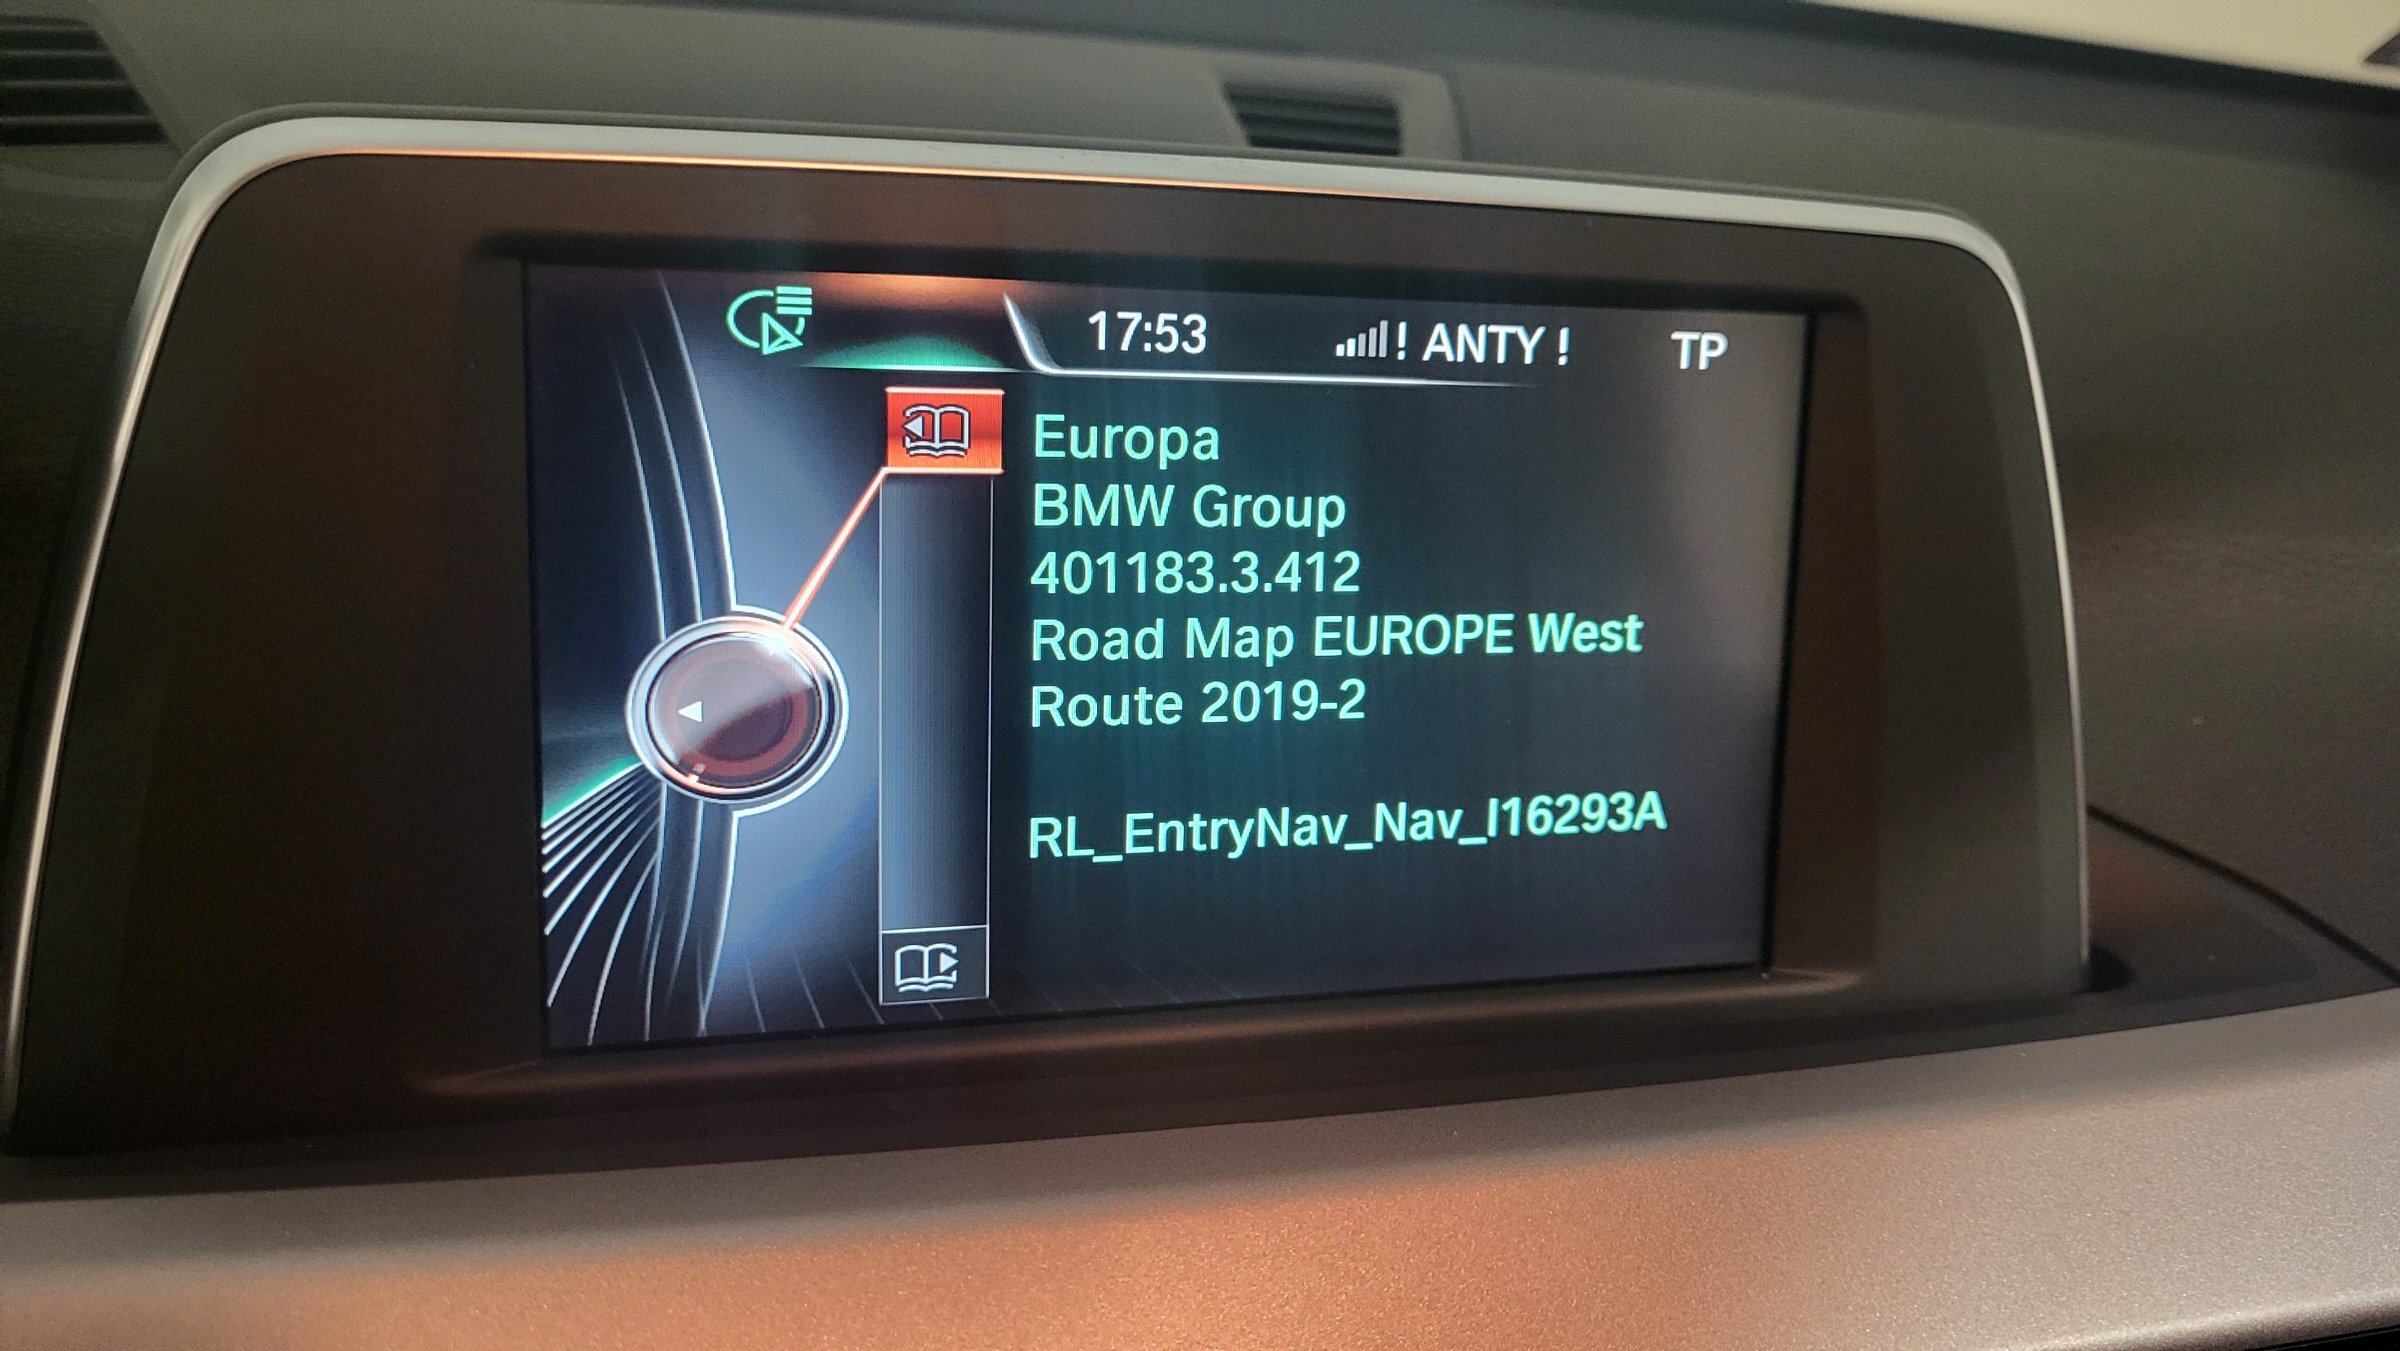 17:53 ! ANTY ! TP
Europa
BMW Group
401183.3.412
Road Map EUROPE West
Route 2019-2
RL_EntryNav_Nav_I16293A